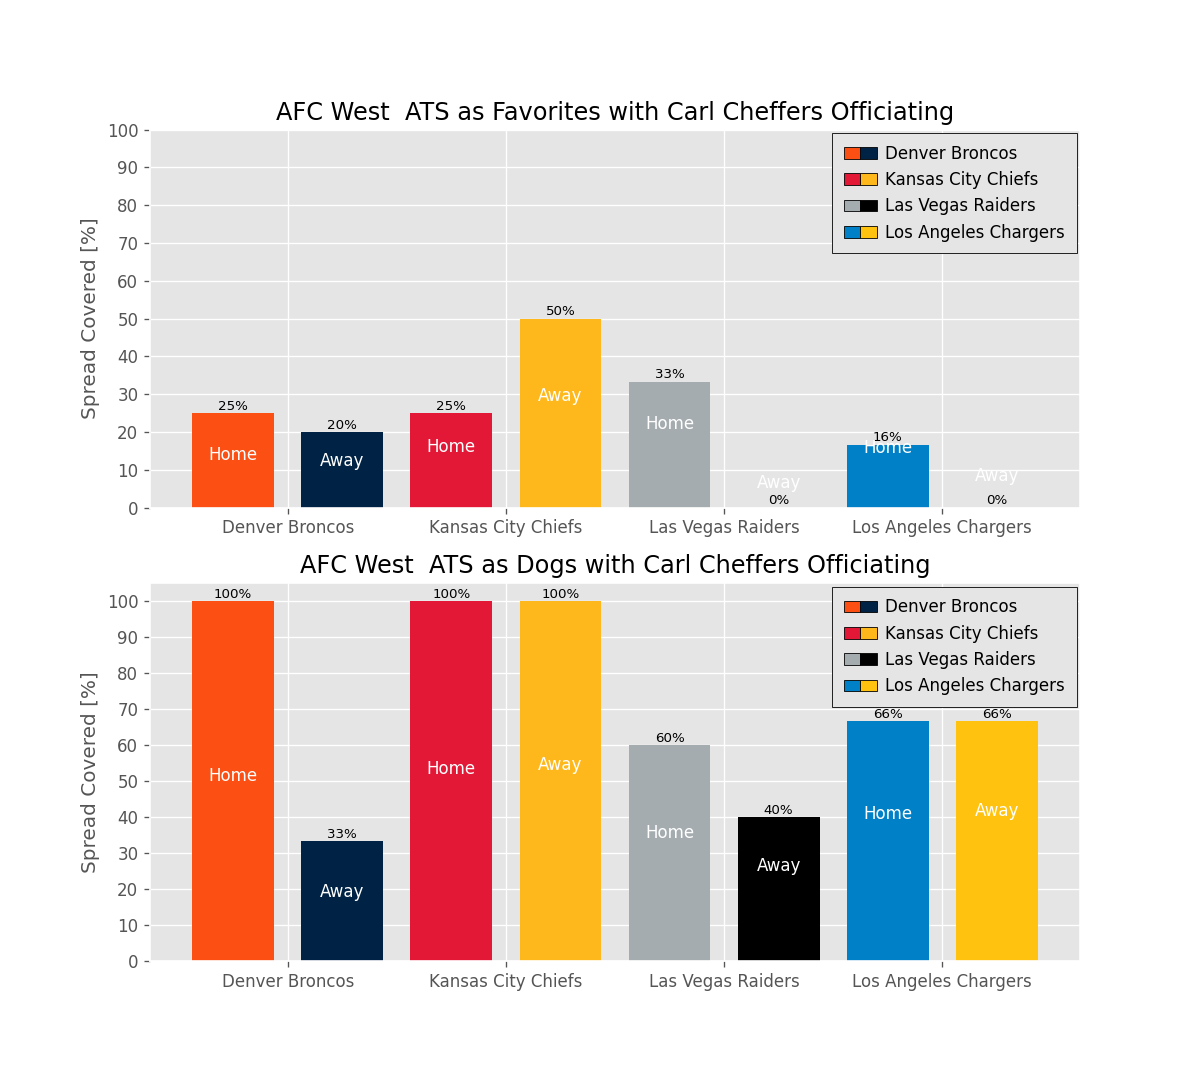 AFC West  ATS as Favorites with Carl Cheffers Officiating
Spread Covered [%]
100
90
80
70
60
50
40
30
20
10
0
Denver Broncos
Kansas City Chiefs
Las Vegas Raiders
Los Angeles Chargers
25%
20%
25%
50%
33%
0%
16%
0%
Home
Away
Home
Away
Home
Away
Home
Away
Denver Broncos
Kansas City Chiefs
Las Vegas Raiders
Los Angeles Chargers
AFC West  ATS as Dogs with Carl Cheffers Officiating
Spread Covered [%]
100
90
80
70
60
50
40
30
20
10
0
Denver Broncos
Kansas City Chiefs
Las Vegas Raiders
Los Angeles Chargers
100%
33%
100%
100%
60%
40%
66%
66%
Home
Away
Home
Away
Home
Away
Home
Away
Denver Broncos
Kansas City Chiefs
Las Vegas Raiders
Los Angeles Chargers